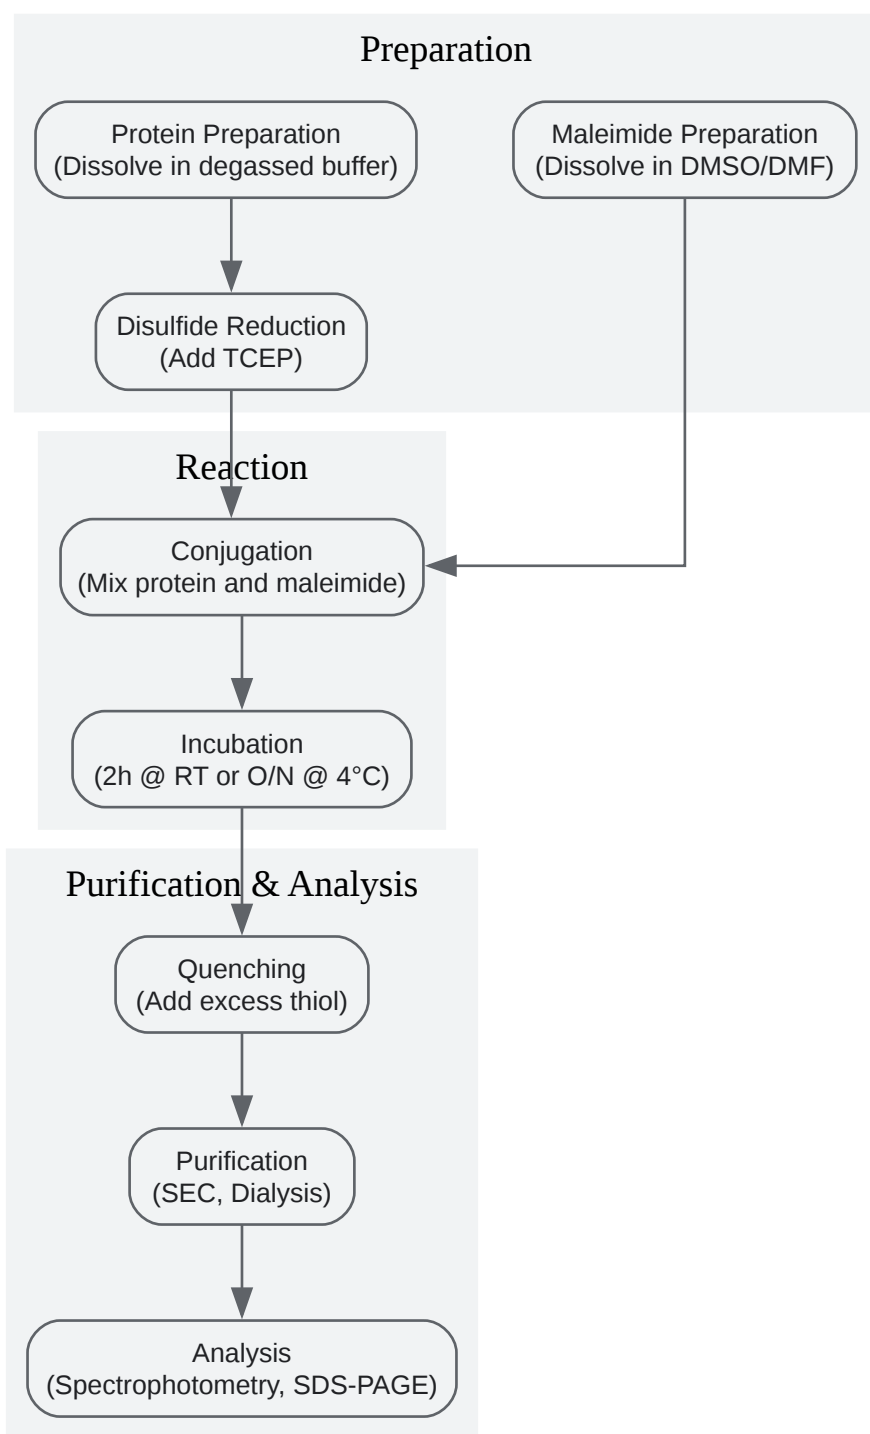 Preparation
Protein Preparation
(Dissolve in degassed buffer)
Maleimide Preparation
(Dissolve in DMSO/DMF)
Disulfide Reduction
(Add TCEP)
Reaction
Conjugation
(Mix protein and maleimide)
Incubation
(2h @ RT or O/N @ 4°C)
Purification & Analysis
Quenching
(Add excess thiol)
Purification
(SEC, Dialysis)
Analysis
(Spectrophotometry, SDS-PAGE)